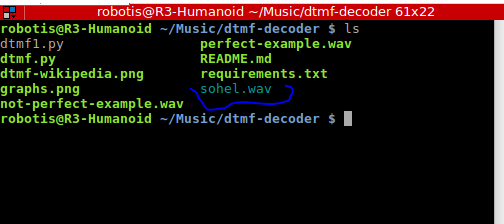 robotis@R3-Humanoid:~/Music/dtmf-decoder 61x22
robotis@R3-Humanoid ~/Music/dtmf-decoder $ ls
dtmf1.py perfect-example.wav
dtmf.py README.md
dtmf-wikipedia.png requirements.txt
graphs.png sohel.wav
not-perfect-example.wav
robotis@R3-Humanoid ~/Music/dtmf-decoder $